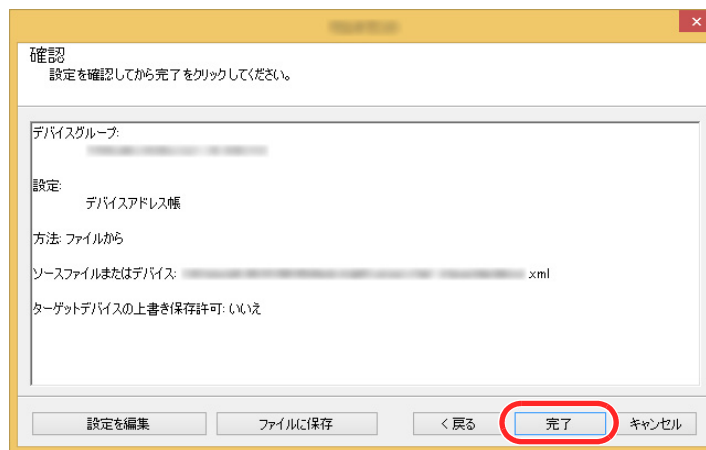 確認
設定を確認してから完了をクリックしてください。
デバイスグループ:
設定:
デバイスアドレス帳
方法: ファイルから
ソースファイルまたはデバイス: .xml
ターゲットデバイスの上書き保存許可: いいえ
設定を編集 ファイルに保存 < 戻る 完了 キャンセル